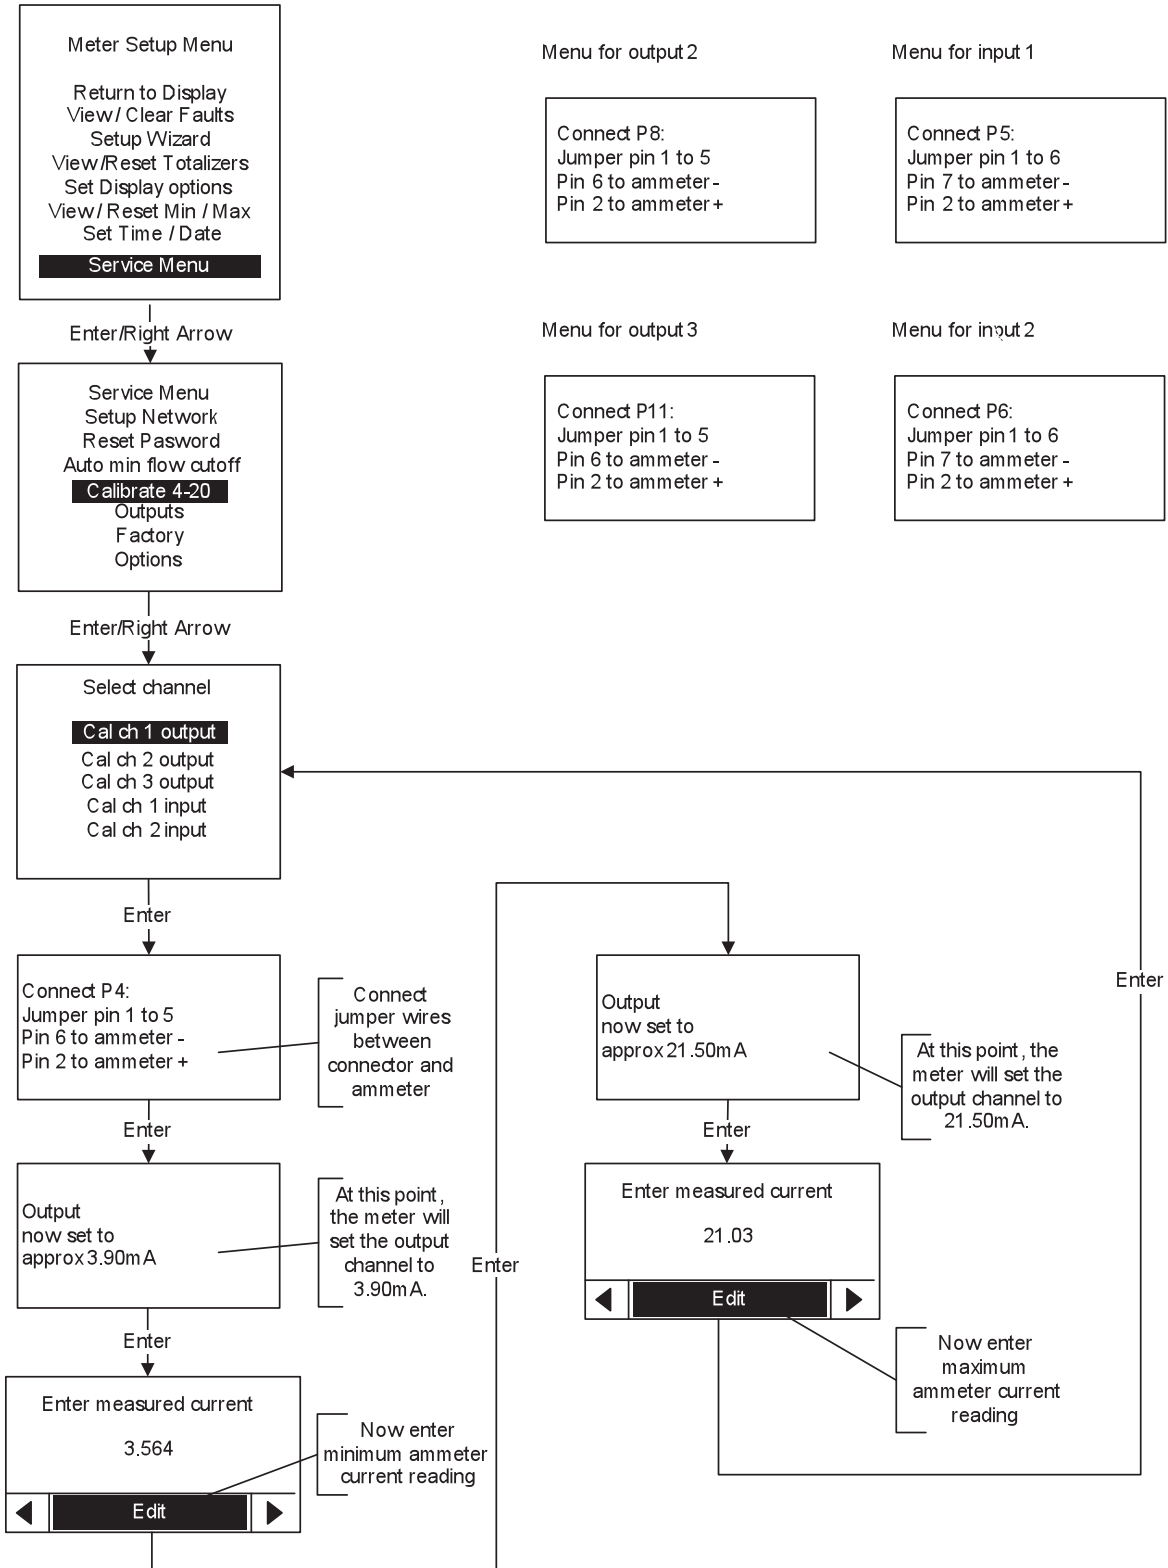 Meter Setup Menu
Return to Display
View / Clear Faults
Setup Wizard
View/Reset Totalizers
Set Display options
View / Reset Min / Max
Set Time / Date
Service Menu
Enter/Right Arrow
Service Menu
Setup Network
Reset Pasword
Auto min flow cutoff
Calibrate 4-20
Outputs
Factory
Options
Enter/Right Arrow
Select channel
Cal ch 1 output
Cal ch 2 output
Cal ch 3 output
Cal ch 1 input
Cal ch 2 input
Enter
Connect P4:
Jumper pin 1 to 5
Pin 6 to ammeter -
Pin 2 to ammeter +
Connect
jumper wires
between
connector and
ammeter
Enter
Output
now set to
approx 3.90mA
At this point,
the meter will
set the output
channel to
3.90mA.
Enter
Enter measured current
3.564
Edit
Now enter
minimum ammeter
current reading
Enter
Output
now set to
approx 21.50mA
At this point, the
meter will set the
output channel to
21.50mA.
Enter
Enter measured current
21.03
Edit
Now enter
maximum
ammeter current
reading
Enter
Menu for output 2
Connect P8:
Jumper pin 1 to 5
Pin 6 to ammeter -
Pin 2 to ammeter +
Menu for input 1
Connect P5:
Jumper pin 1 to 6
Pin 7 to ammeter -
Pin 2 to ammeter +
Menu for output 3
Connect P11:
Jumper pin 1 to 5
Pin 6 to ammeter -
Pin 2 to ammeter +
Menu for input 2
Connect P6:
Jumper pin 1 to 6
Pin 7 to ammeter -
Pin 2 to ammeter +